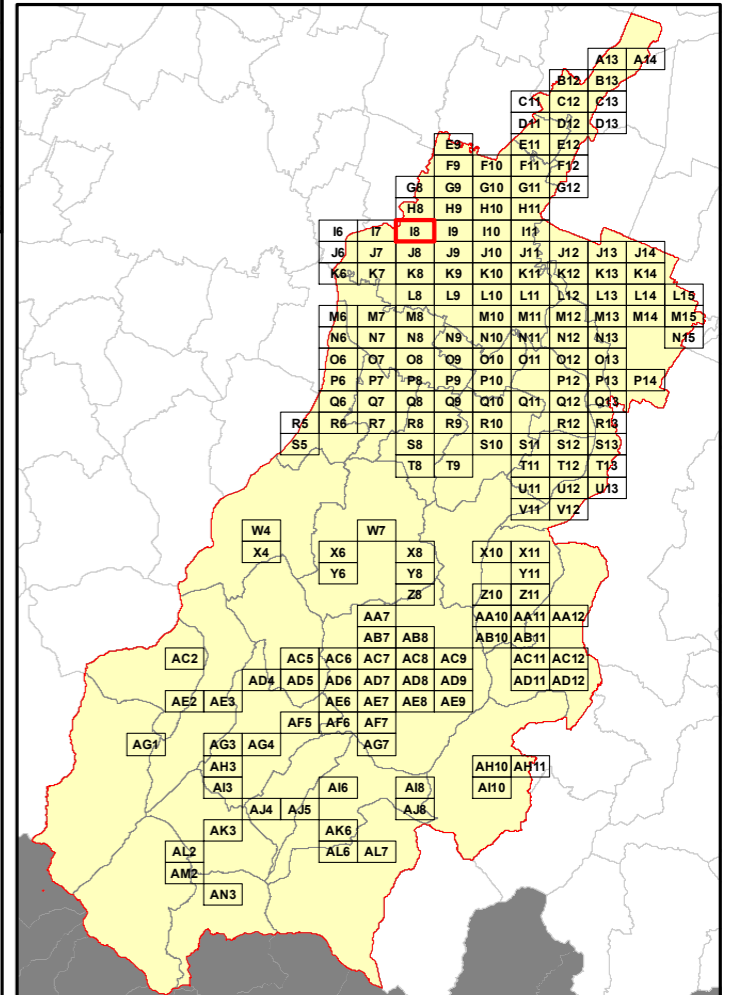 A13 A14
B12 B13
C11 C12 C13
D11 D12 D13
E9 E11 E12
F9 F10 F11 F12
G8 G9 G10 G11 G12
H8 H9 H10 H11
I6 I7 I8 I9 I10 I11
J6 J7 J8 J9 J10 J11 J12 J13 J14
K6 K7 K8 K9 K10 K11 K12 K13 K14
L8 L9 L10 L11 L12 L13 L14 L15
M6 M7 M8 M10 M11 M12 M13 M14 M15
N6 N7 N8 N9 N10 N11 N12 N13 N15
O6 O7 O8 O9 O10 O11 O12 O13
P6 P7 P8 P9 P10 P12 P13 P14
Q6 Q7 Q8 Q9 Q10 Q11 Q12 Q13
R5 R6 R7 R8 R9 R10 R12 R13
S5 S8 S10 S11 S12 S13
T8 T9 T11 T12 T13
U11 U12 U13
V11 V12
W4 W7
X4 X6 X8 X10 X11
Y6 Y8 Y11
Z8 Z10 Z11
AA7 AA10 AA11 AA12
AB7 AB8 AB10 AB11
AC2 AC5 AC6 AC7 AC8 AC9 AC11 AC12
AD4 AD5 AD6 AD7 AD8 AD9 AD11 AD12
AE2 AE3 AE6 AE7 AE8 AE9
AF5 AF6 AF7
AG1 AG3 AG4 AG7
AH3 AH10 AH11
AI3 AI6 AI8 AI10
AJ4 AJ5 AJ8
AK3 AK6
AL2 AL6 AL7
AM2
AN3